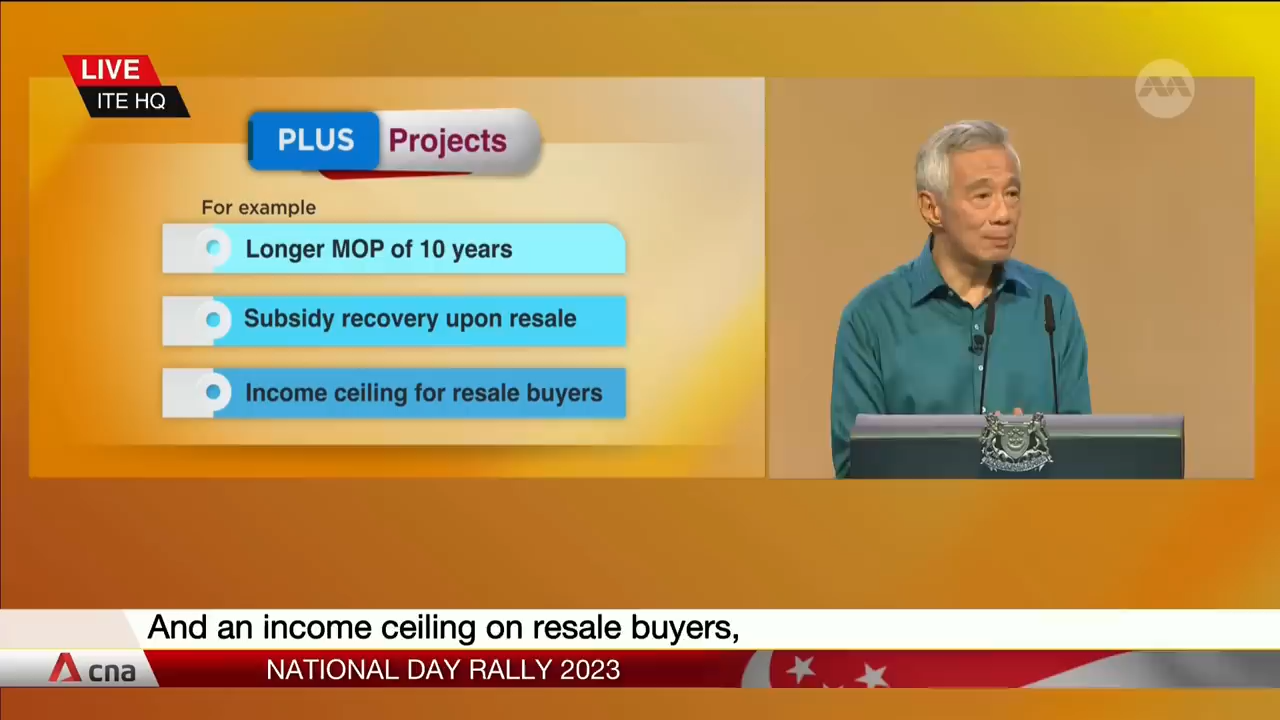 LIVE
ITE HQ
PLUS Projects
For example
Longer MOP of 10 years
Subsidy recovery upon resale
Income ceiling for resale buyers
And an income ceiling on resale buyers,
cna NATIONAL DAY RALLY 2023